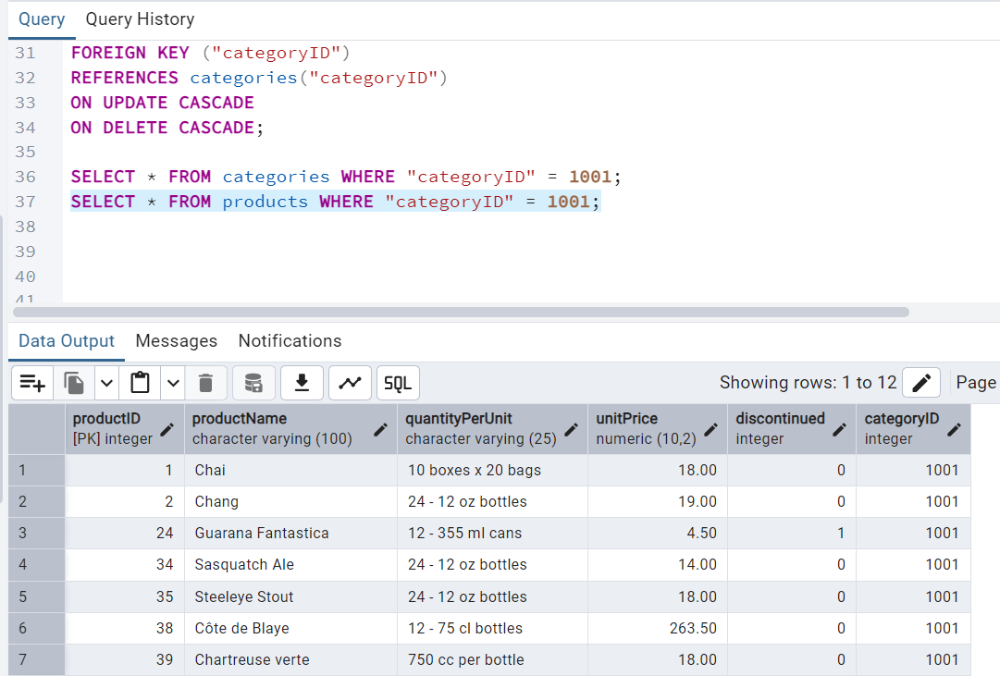 Query Query History
31 FOREIGN KEY ("categoryID")
32 REFERENCES categories("categoryID")
33 ON UPDATE CASCADE
34 ON DELETE CASCADE;
35
36 SELECT * FROM categories WHERE "categoryID" = 1001;
37 SELECT * FROM products WHERE "categoryID" = 1001;
38
39
40
41
Data Output Messages Notifications
SQL Showing rows: 1 to 12 Page
productID productName quantityPerUnit unitPrice discontinued categoryID
[PK] integer character varying (100) character varying (25) numeric (10,2) integer integer
1 1 Chai 10 boxes x 20 bags 18.00 0 1001
2 2 Chang 24 - 12 oz bottles 19.00 0 1001
3 24 Guarana Fantastica 12 - 355 ml cans 4.50 1 1001
4 34 Sasquatch Ale 24 - 12 oz bottles 14.00 0 1001
5 35 Steeleye Stout 24 - 12 oz bottles 18.00 0 1001
6 38 Côte de Blaye 12 - 75 cl bottles 263.50 0 1001
7 39 Chartreuse verte 750 cc per bottle 18.00 0 1001